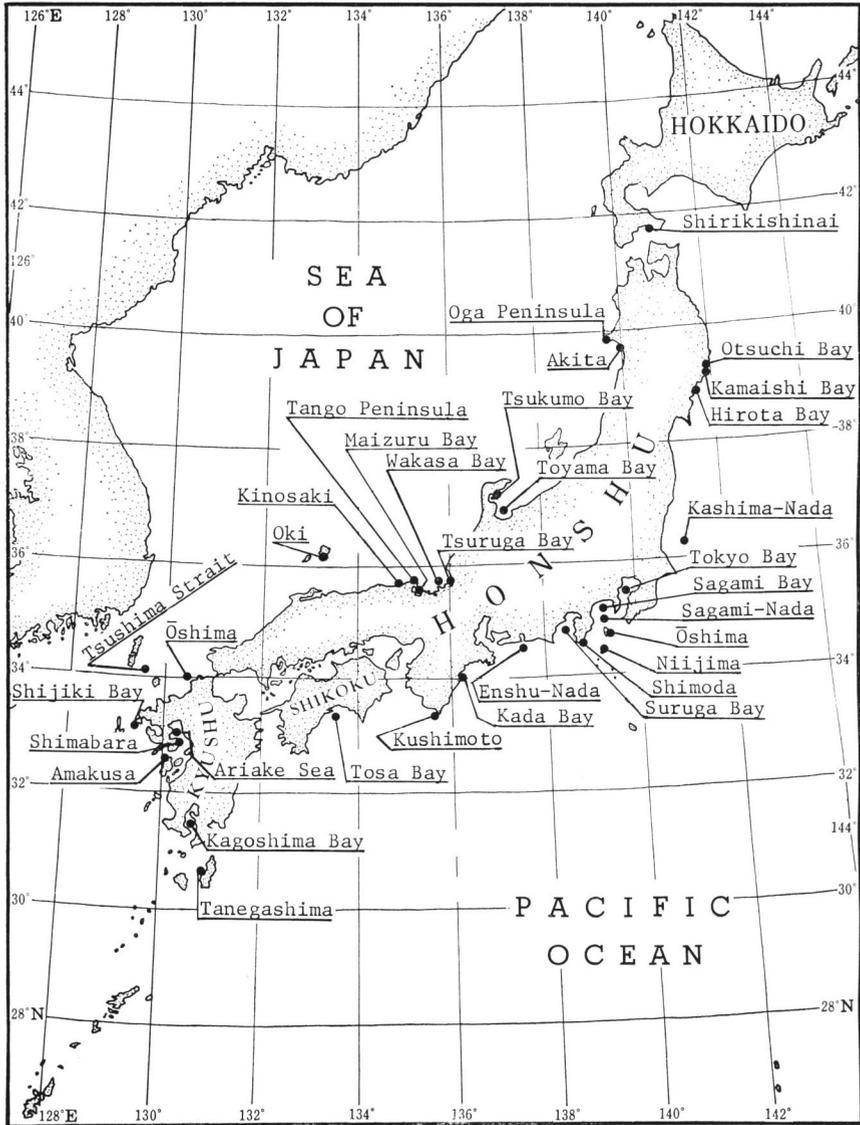 126°E 128° 130° 132° 134° 136° 138° 140° 142° 144°
44° 44°
HOKKAIDO
42° 42°
Shirikishinai
126°
SEA
OF
JAPAN
Oga Peninsula
40° 40°
Akita
Otsuchi Bay
Kamaishi Bay
Hirota Bay
Tsukumo Bay
Tango Peninsula
Maizuru Bay
Wakasa Bay
Toyama Bay
38° 38°
Kinosaki
Oki
Tsuruga Bay
HONSHU
Kashima-Nada
36° 36°
Tokyo Bay
Sagami Bay
Sagami-Nada
Ōshima
Niijima
Shimoda
Suruga Bay
Tsushima Strait
Ōshima
34° 34°
Shijiki Bay
SHIKOKU
Enshu-Nada
Kada Bay
Kushimoto
Shimabara
Amakusa
KYUSHU
Ariake Sea
Tosa Bay
32° 32°
Kagoshima Bay
144°
Tanegashima
30° 30°
PACIFIC
OCEAN
28°N 28°N
128°E 130° 132° 134° 136° 138° 140° 142°